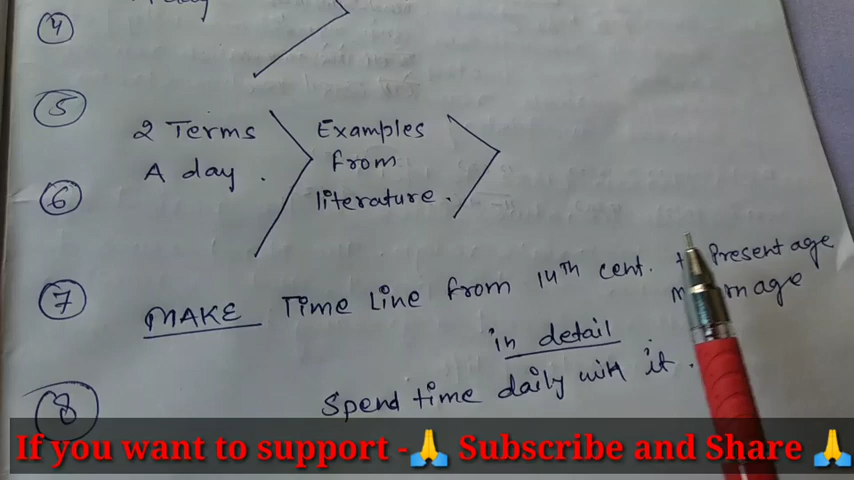 4
5
2 Terms
A day.
Examples
from
literature.
6
7
MAKE Time Line from 14th cent. Present age
in detail
8
Spend time daily with it.
If you want to support -🙏 Subscribe and Share 🙏